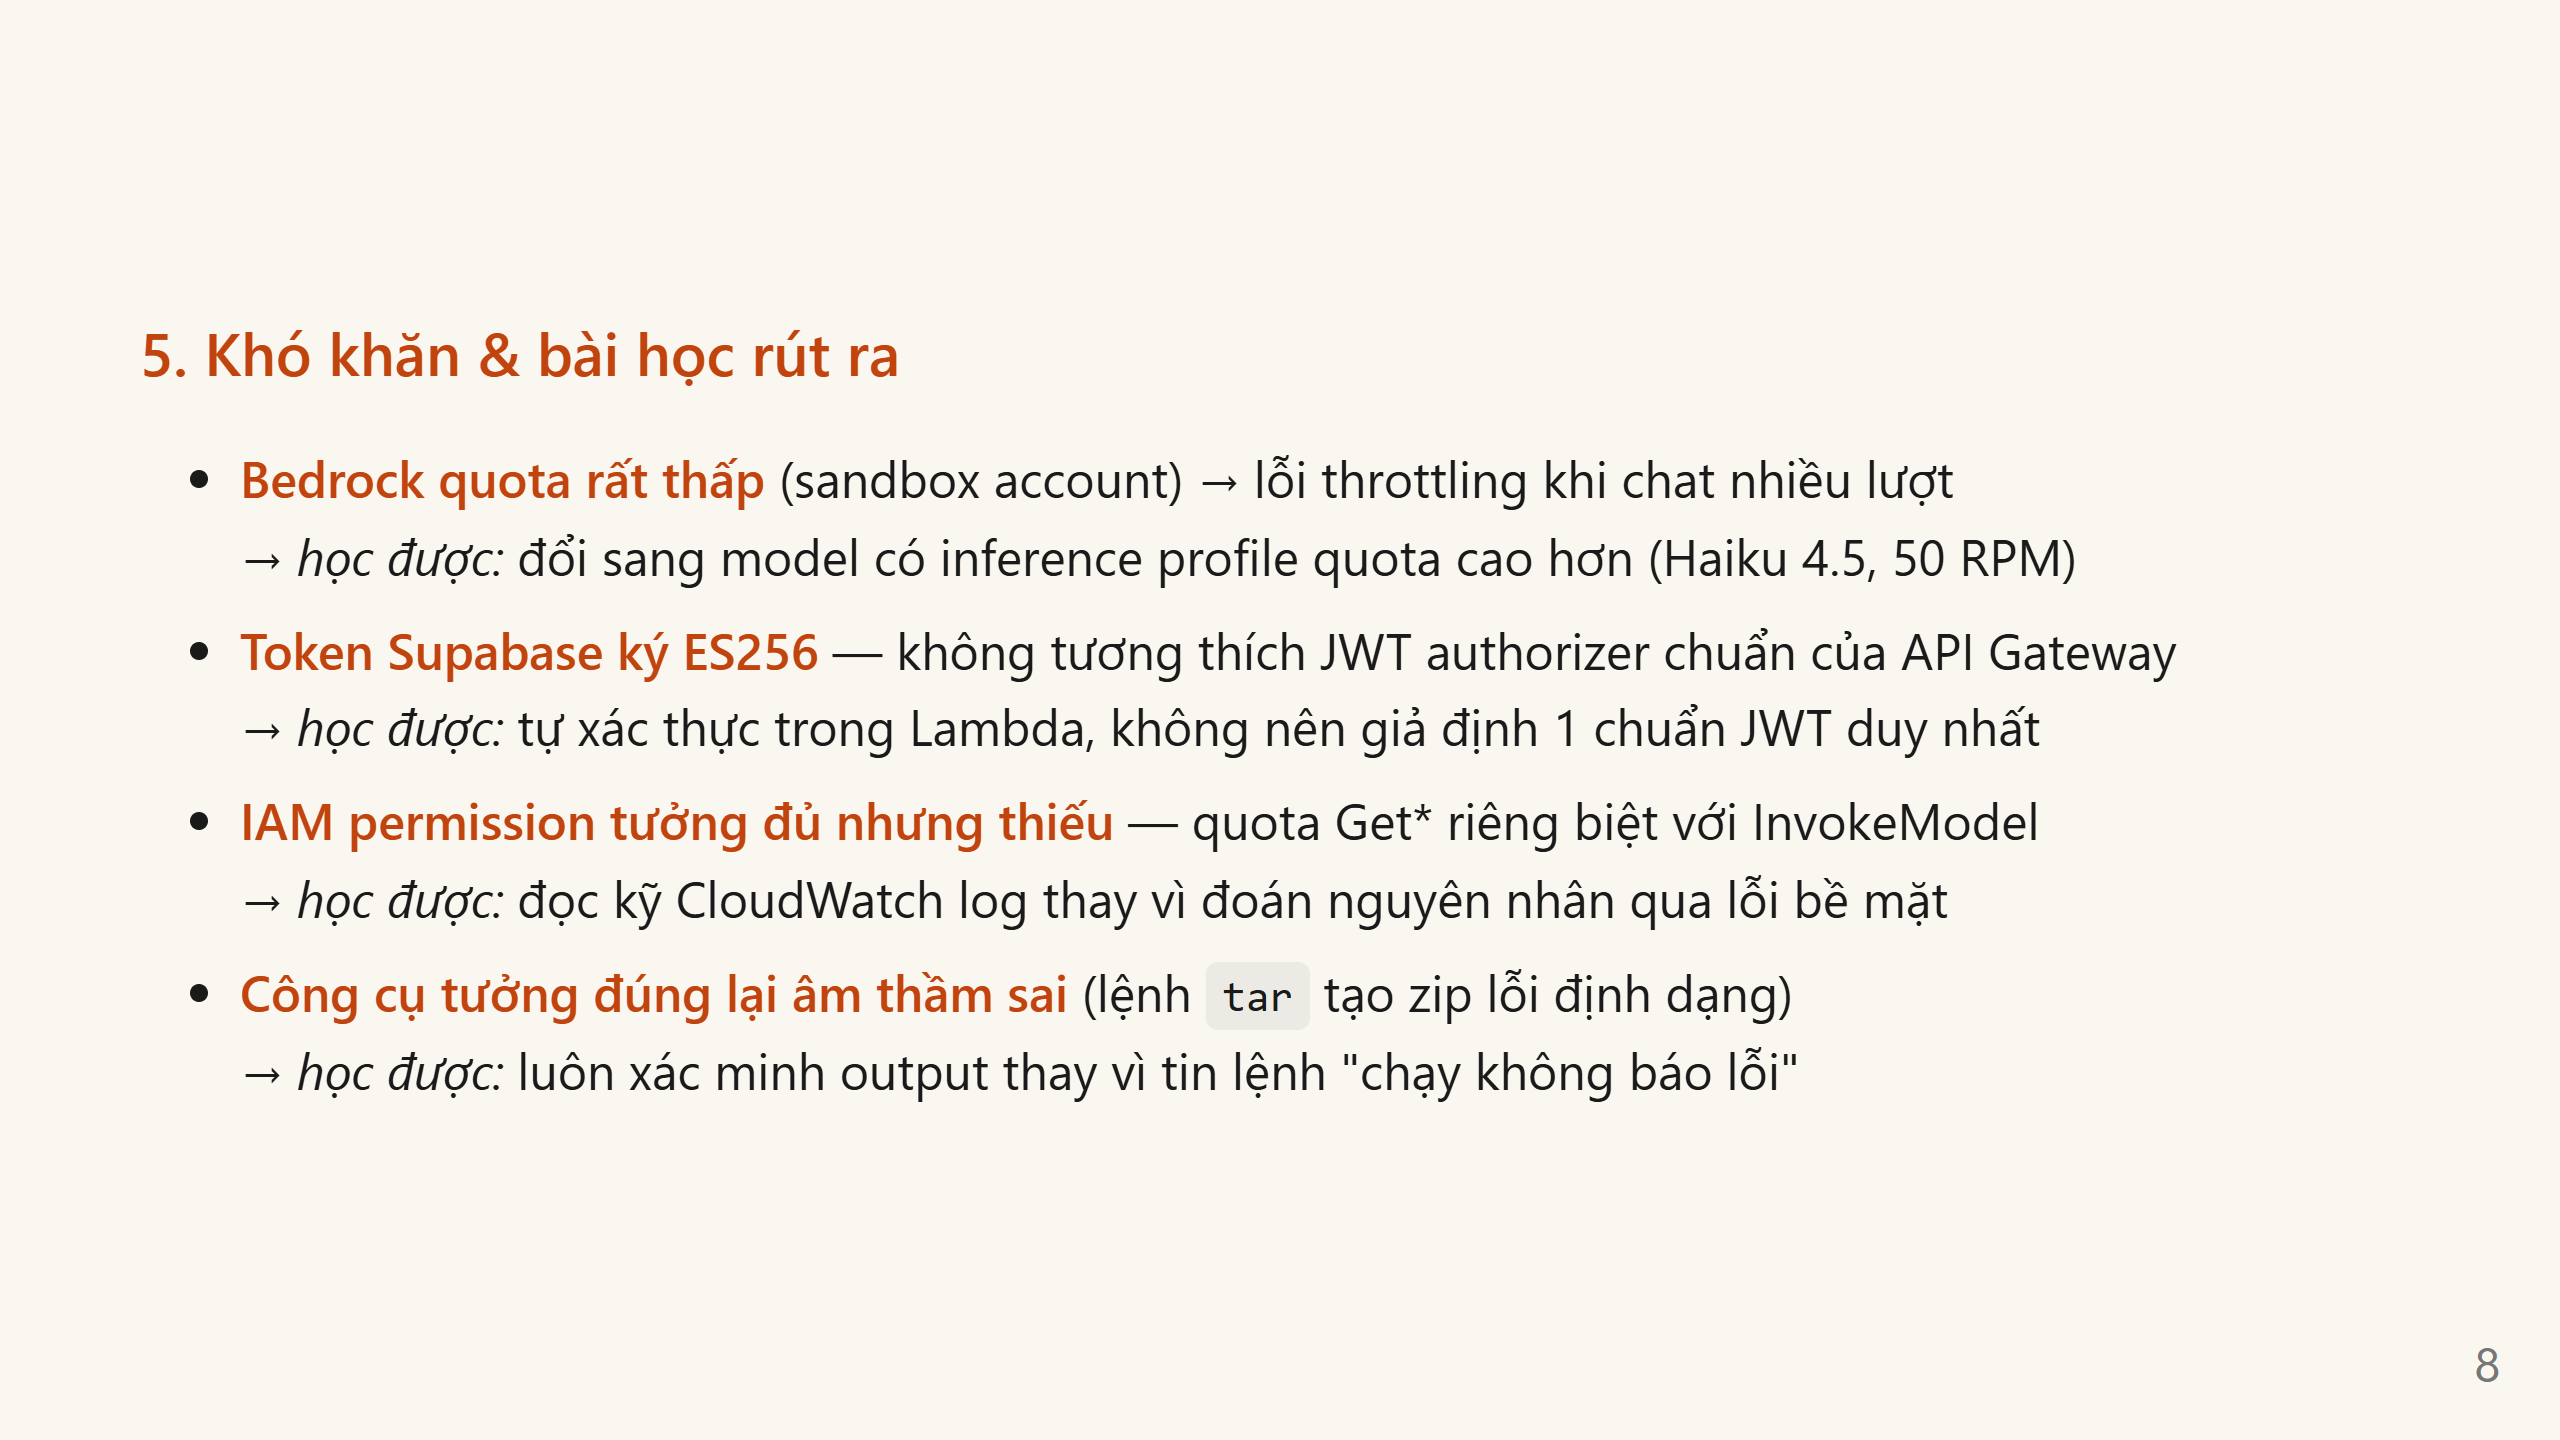 5. Khó khăn & bài học rút ra
• Bedrock quota rất thấp (sandbox account) → lỗi throttling khi chat nhiều lượt
→ học được: đổi sang model có inference profile quota cao hơn (Haiku 4.5, 50 RPM)
• Token Supabase ký ES256 — không tương thích JWT authorizer chuẩn của API Gateway
→ học được: tự xác thực trong Lambda, không nên giả định 1 chuẩn JWT duy nhất
• IAM permission tưởng đủ nhưng thiếu — quota Get* riêng biệt với InvokeModel
→ học được: đọc kỹ CloudWatch log thay vì đoán nguyên nhân qua lỗi bề mặt
• Công cụ tưởng đúng lại âm thầm sai (lệnh tar tạo zip lỗi định dạng)
→ học được: luôn xác minh output thay vì tin lệnh "chạy không báo lỗi"
8